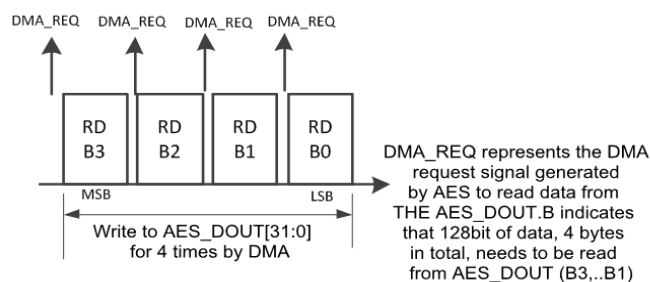 DMA_REQ DMA_REQ DMA_REQ DMA_REQ
RD RD RD RD
B3 B2 B1 B0
MSB LSB
Write to AES_DOUT[31:0]
for 4 times by DMA
DMA_REQ represents the DMA
request signal generated
by AES to read data from
THE AES_DOUT.B indicates
that 128bit of data, 4 bytes
in total, needs to be read
from AES_DOUT (B3,..B1)